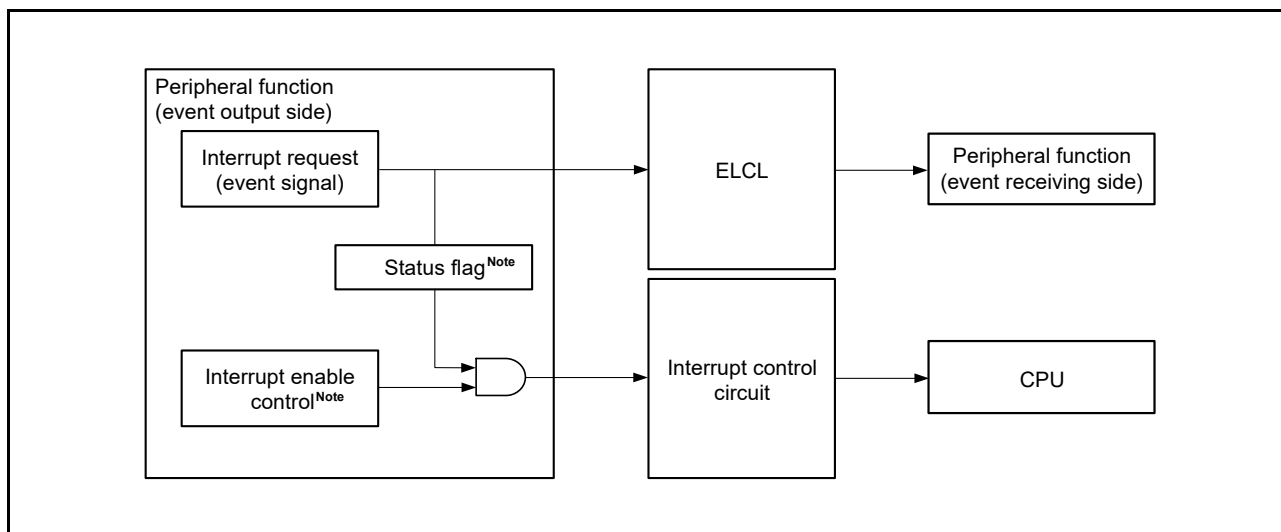 Peripheral function
(event output side)
Interrupt request
(event signal)
ELCL
Peripheral function
(event receiving side)
Status flagNote
Interrupt enable
controlNote
Interrupt control
circuit
CPU